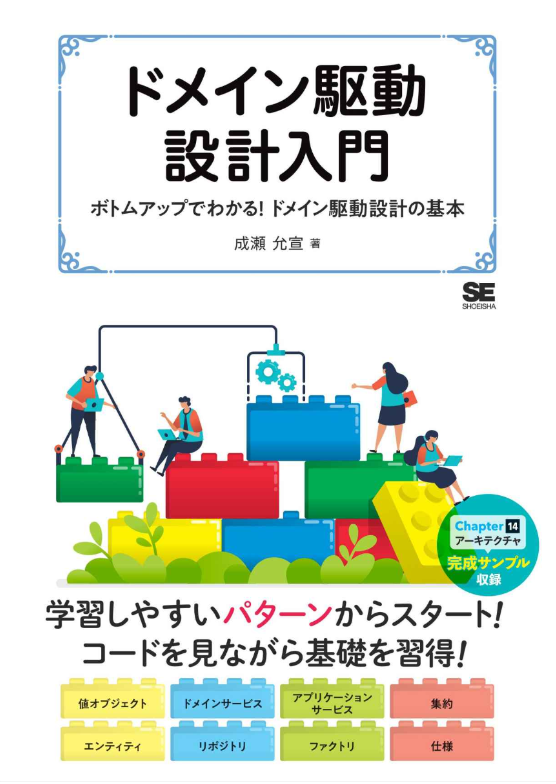 ドメイン駆動
設計入門
ボトムアップでわかる! ドメイン駆動設計の基本
成瀬 允宣 著
SE
SHOEISHA
Chapter 14
アーキテクチャ
完成サンプル
収録
学習しやすいパターンからスタート!
コードを見ながら基礎を習得!
値オブジェクト
ドメインサービス
アプリケーション
サービス
集約
エンティティ
リポジトリ
ファクトリ
仕様